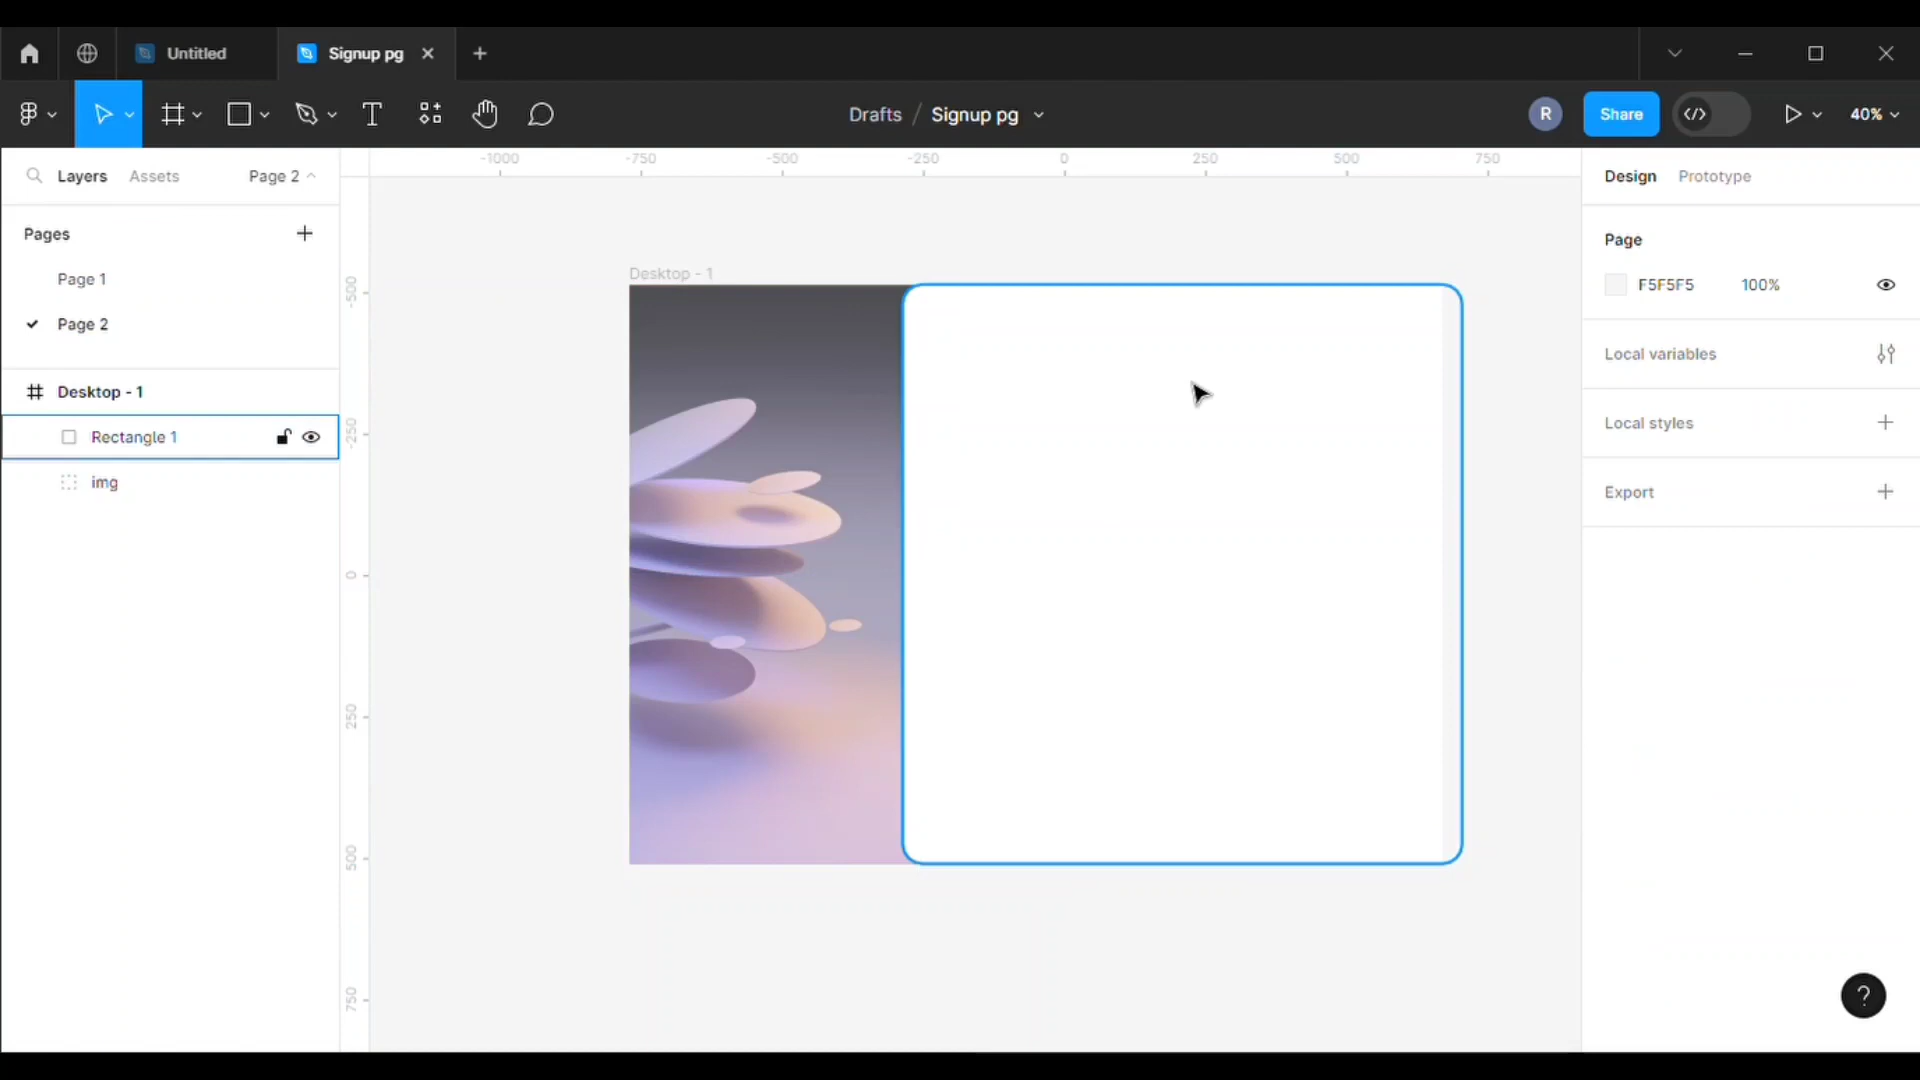 Untitled
Signup pg
Drafts / Signup pg
R
Share
40%
Layers
Assets
Page 2
Pages
Page 1
Page 2
Desktop - 1
Rectangle 1
img
-1000
-750
-500
-250
0
250
500
750
-500
-250
0
250
500
750
Desktop - 1
Design
Prototype
Page
F5F5F5
100%
Local variables
Local styles
Export
?